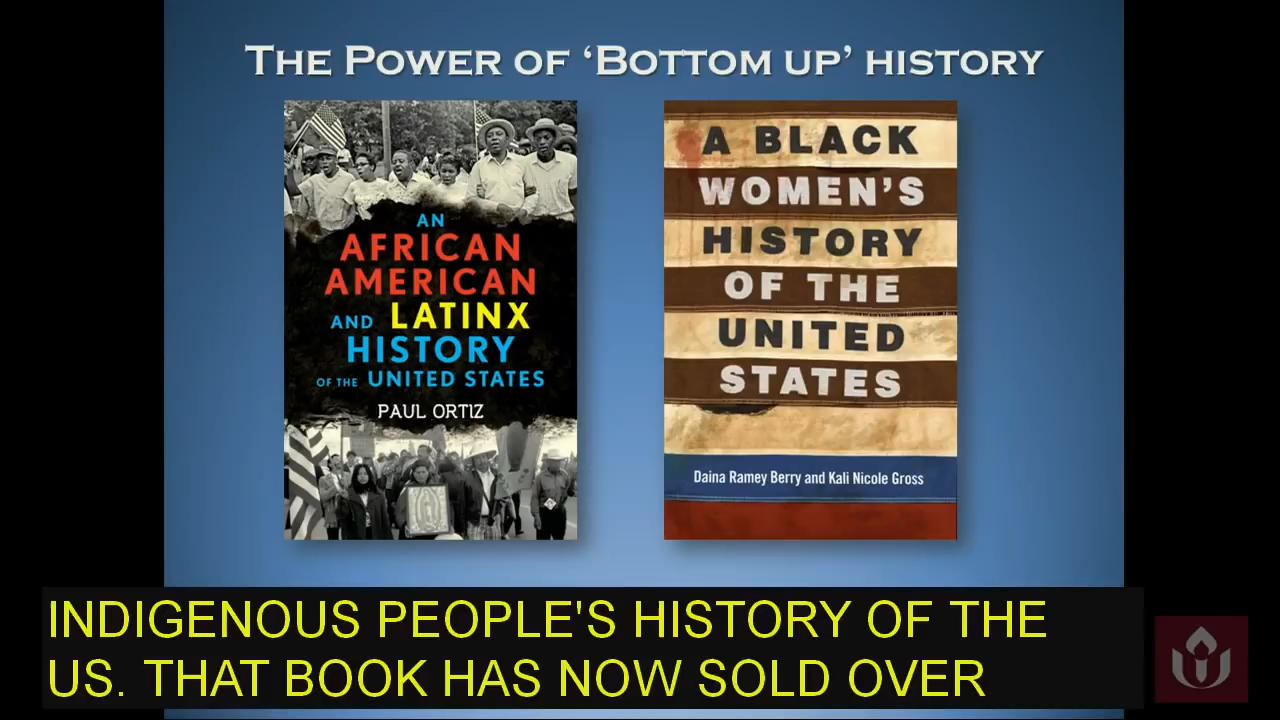 THE POWER OF ‘BOTTOM UP’ HISTORY
AN
AFRICAN
AMERICAN
AND LATINX
HISTORY
OF THE UNITED STATES
PAUL ORTIZ
A BLACK
WOMEN'S
HISTORY
OF THE
UNITED
STATES
Daina Ramey Berry and Kali Nicole Gross
INDIGENOUS PEOPLE'S HISTORY OF THE
US. THAT BOOK HAS NOW SOLD OVER